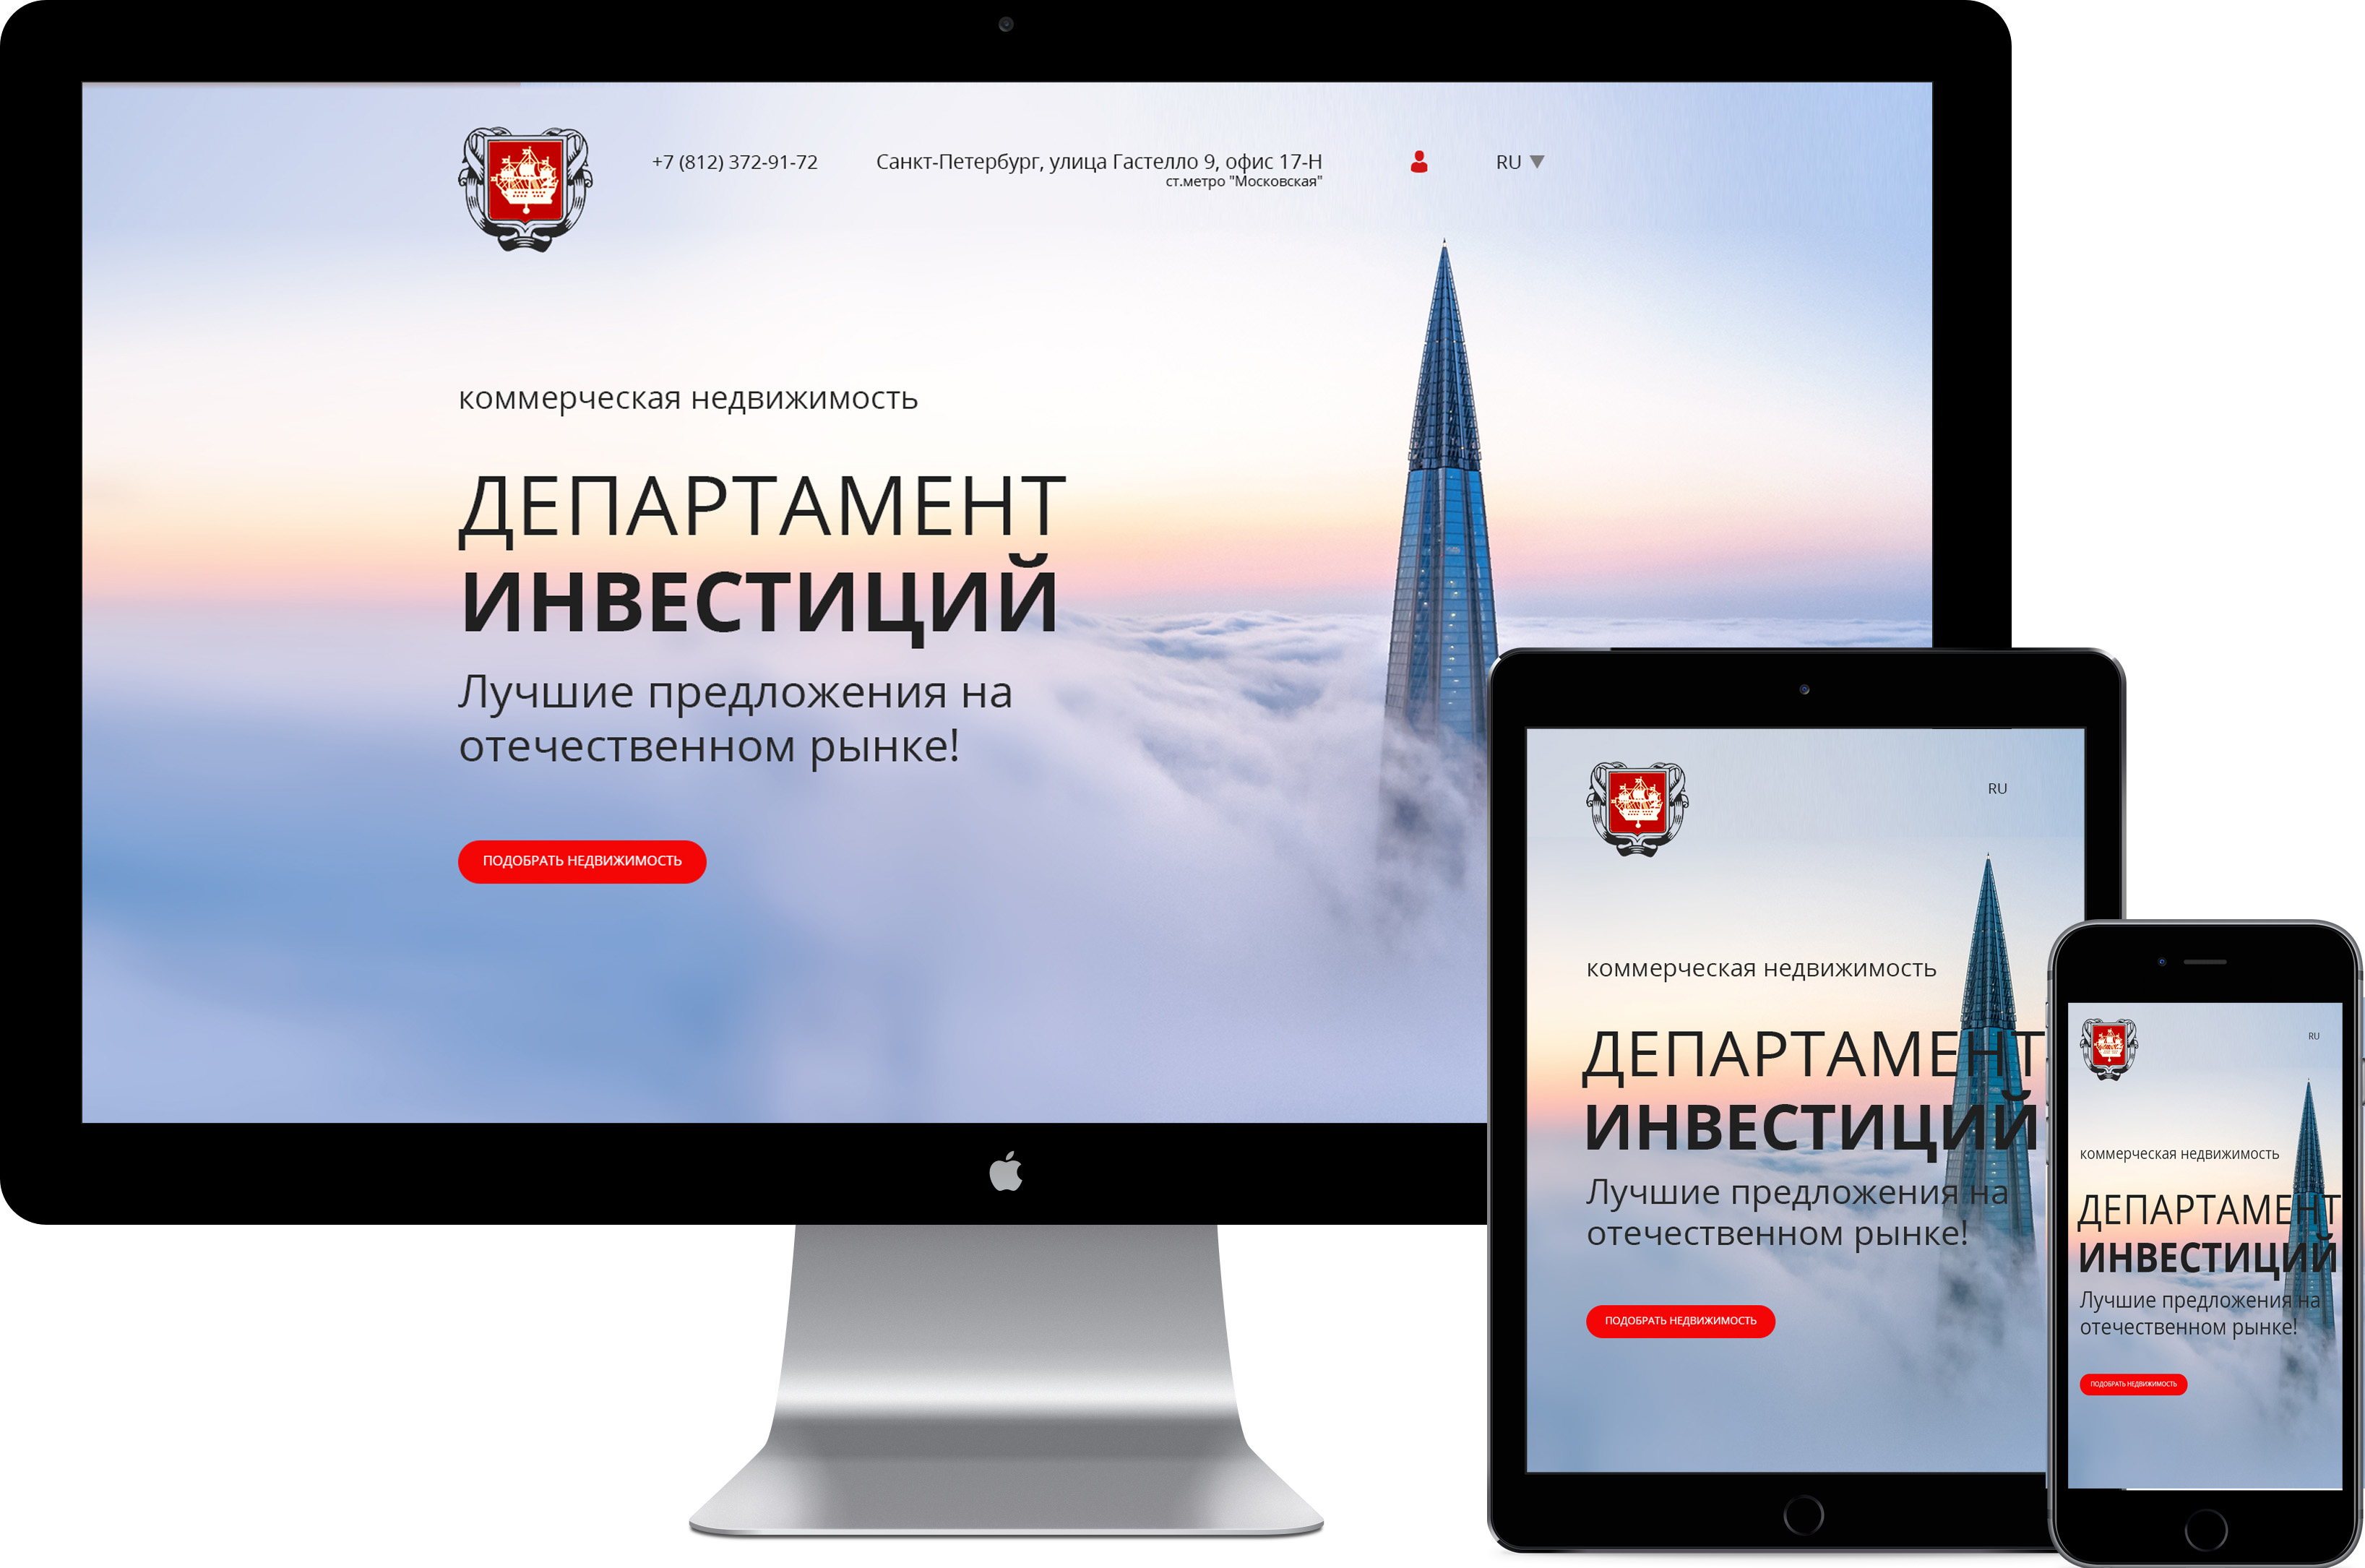 +7 (812) 372-91-72
Санкт-Петербург, улица Гастелло 9, офис 17-Н
ст.метро "Московская"
RU
коммерческая недвижимость
ДЕПАРТАМЕНТ
ИНВЕСТИЦИЙ
Лучшие предложения на
отечественном рынке!
ПОДОБРАТЬ НЕДВИЖИМОСТЬ
RU
коммерческая недвижимость
ДЕПАРТАМЕНТ
ИНВЕСТИЦИЙ
Лучшие предложения на
отечественном рынке!
ПОДОБРАТЬ НЕДВИЖИМОСТЬ
RU
коммерческая недвижимость
ДЕПАРТАМЕНТ
ИНВЕСТИЦИЙ
Лучшие предложения на
отечественном рынке!
ПОДОБРАТЬ НЕДВИЖИМОСТЬ